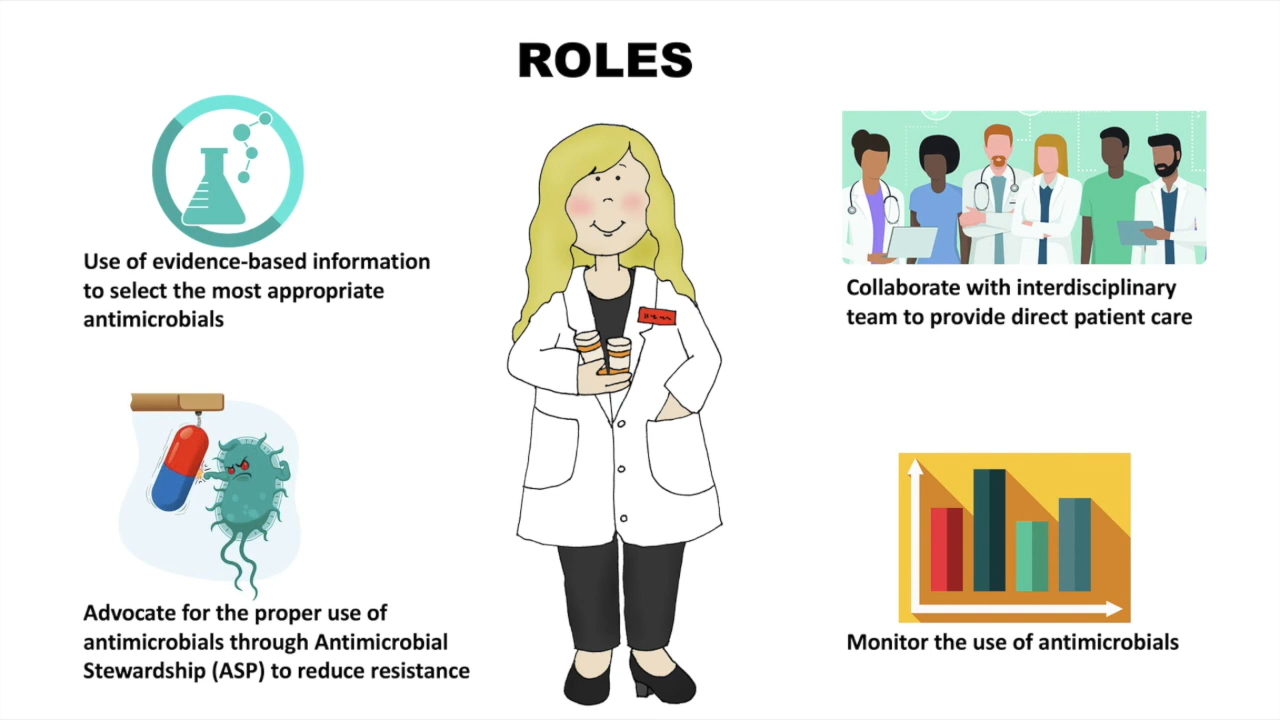 ROLES
Use of evidence-based information
to select the most appropriate
antimicrobials
Collaborate with interdisciplinary
team to provide direct patient care
Advocate for the proper use of
antimicrobials through Antimicrobial
Stewardship (ASP) to reduce resistance
Monitor the use of antimicrobials